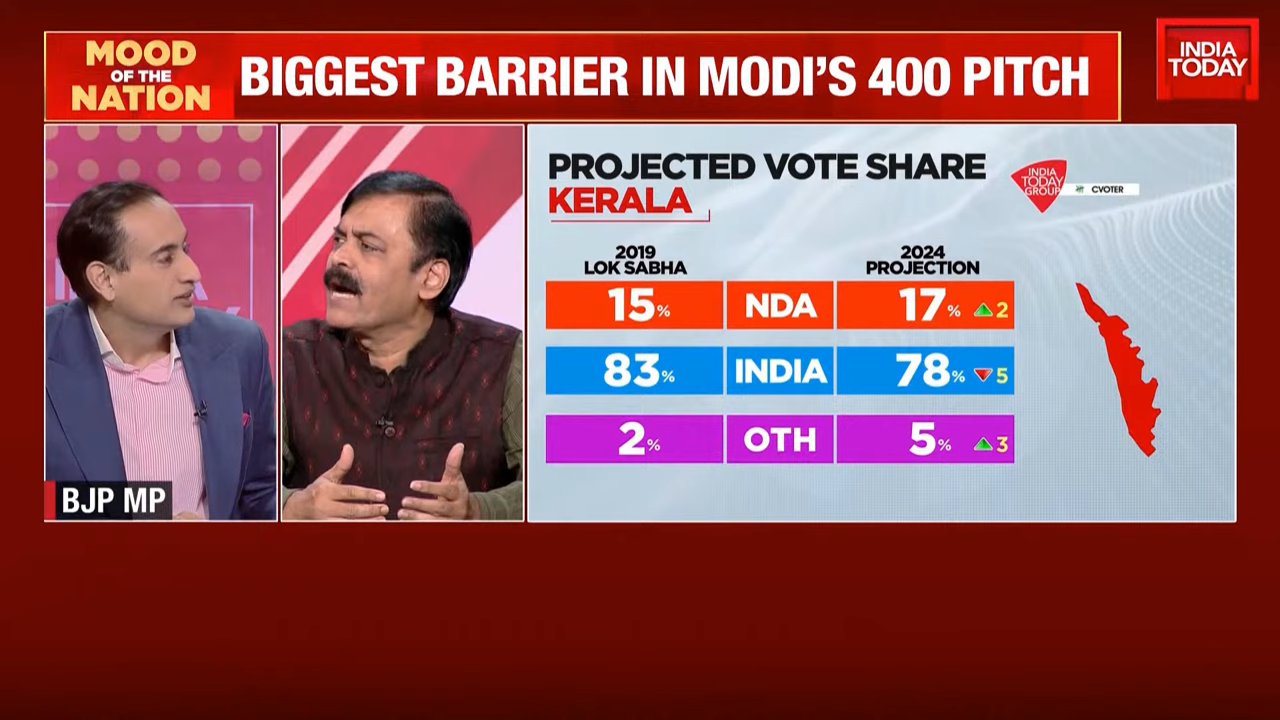 MOOD
OF THE
NATION
BIGGEST BARRIER IN MODI'S 400 PITCH
INDIA
TODAY
BJP MP
PROJECTED VOTE SHARE
KERALA
INDIA
TODAY
GROUP
CVOTER
2019
LOK SABHA
2024
PROJECTION
15% NDA 17% 2
83% INDIA 78% 5
2% OTH 5% 3